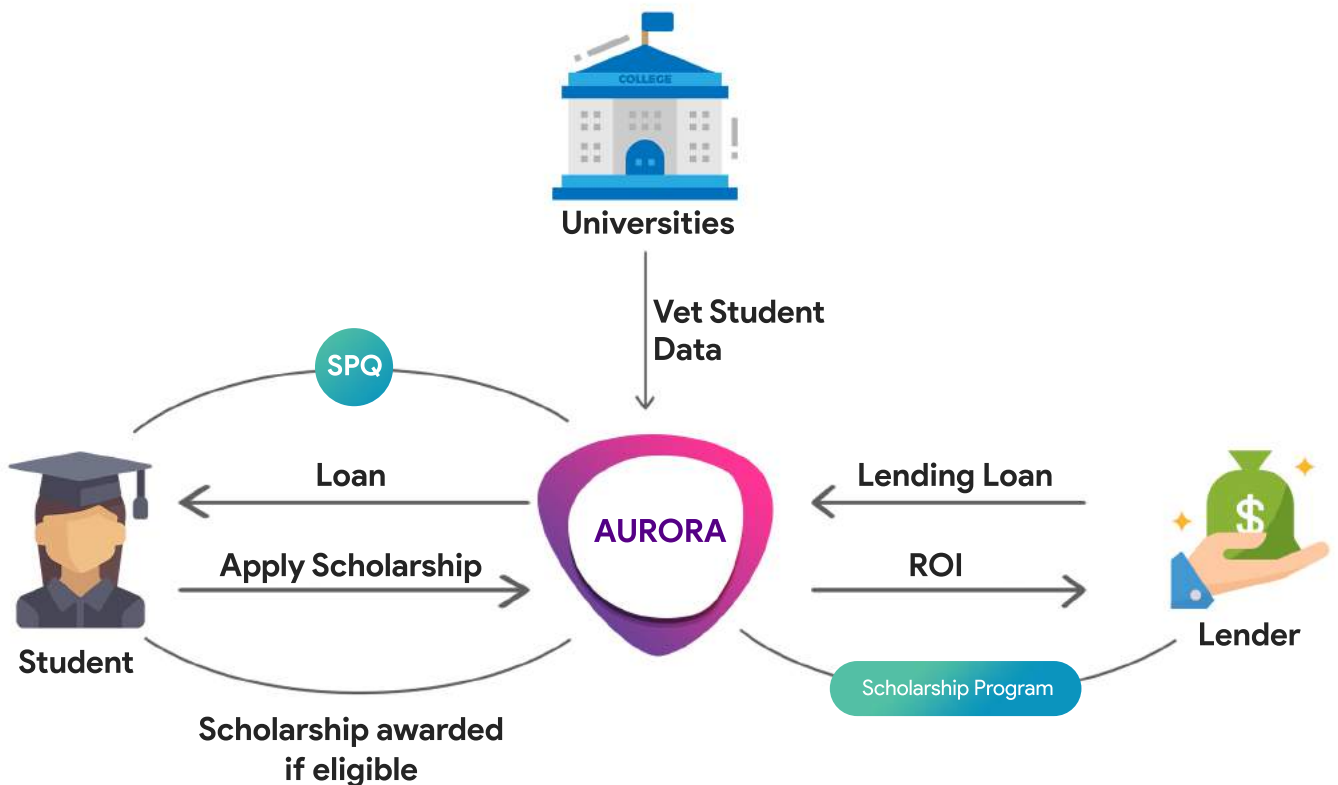 COLLEGE
Universities
Vet Student
Data
SPQ
Loan
Lending Loan
AURORA
Apply Scholarship
ROI
Student
Lender
Scholarship Program
Scholarship awarded
if eligible